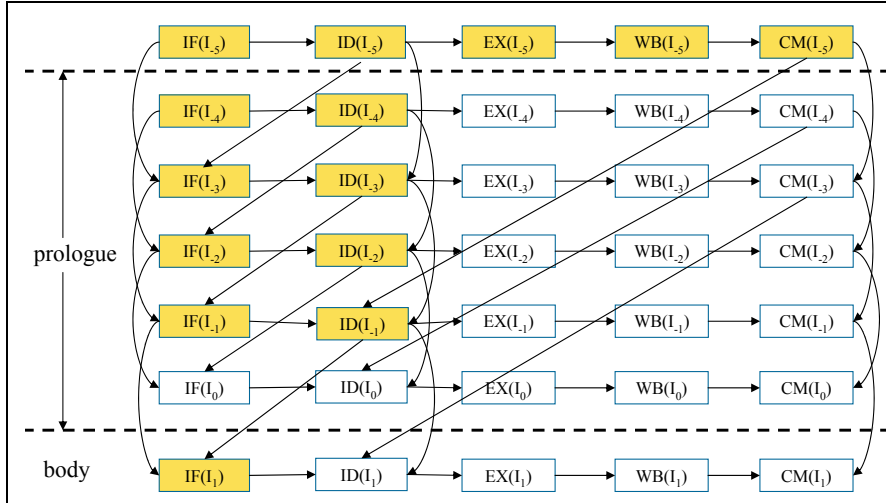 IF(I₋₅) ID(I₋₅) EX(I₋₅) WB(I₋₅) CM(I₋₅)
IF(I₋₄) ID(I₋₄) EX(I₋₄) WB(I₋₄) CM(I₋₄)
IF(I₋₃) ID(I₋₃) EX(I₋₃) WB(I₋₃) CM(I₋₃)
prologue IF(I₋₂) ID(I₋₂) EX(I₋₂) WB(I₋₂) CM(I₋₂)
IF(I₋₁) ID(I₋₁) EX(I₋₁) WB(I₋₁) CM(I₋₁)
IF(I₀) ID(I₀) EX(I₀) WB(I₀) CM(I₀)
body IF(I₁) ID(I₁) EX(I₁) WB(I₁) CM(I₁)